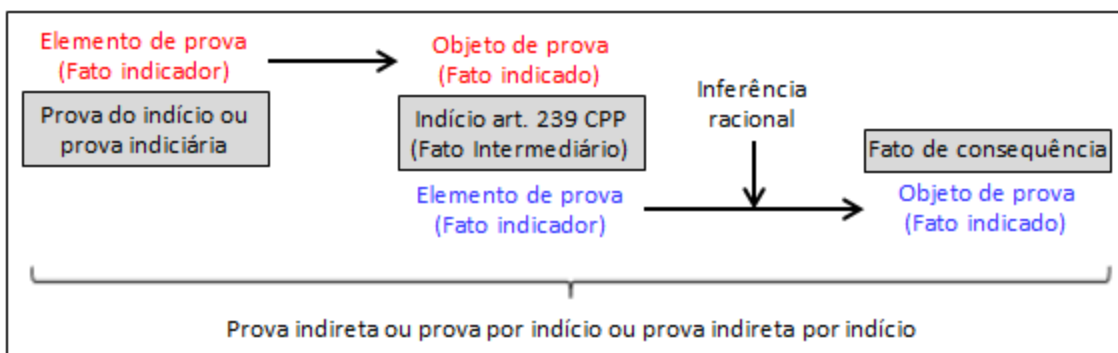 Elemento de prova
(Fato indicador)
Prova do indício ou
prova indiciária
Objeto de prova
(Fato indicado)
Indício art. 239 CPP
(Fato Intermediário)
Elemento de prova
(Fato indicador)
Inferência
racional
Fato de consequência
Objeto de prova
(Fato indicado)
Prova indireta ou prova por indício ou prova indireta por indício